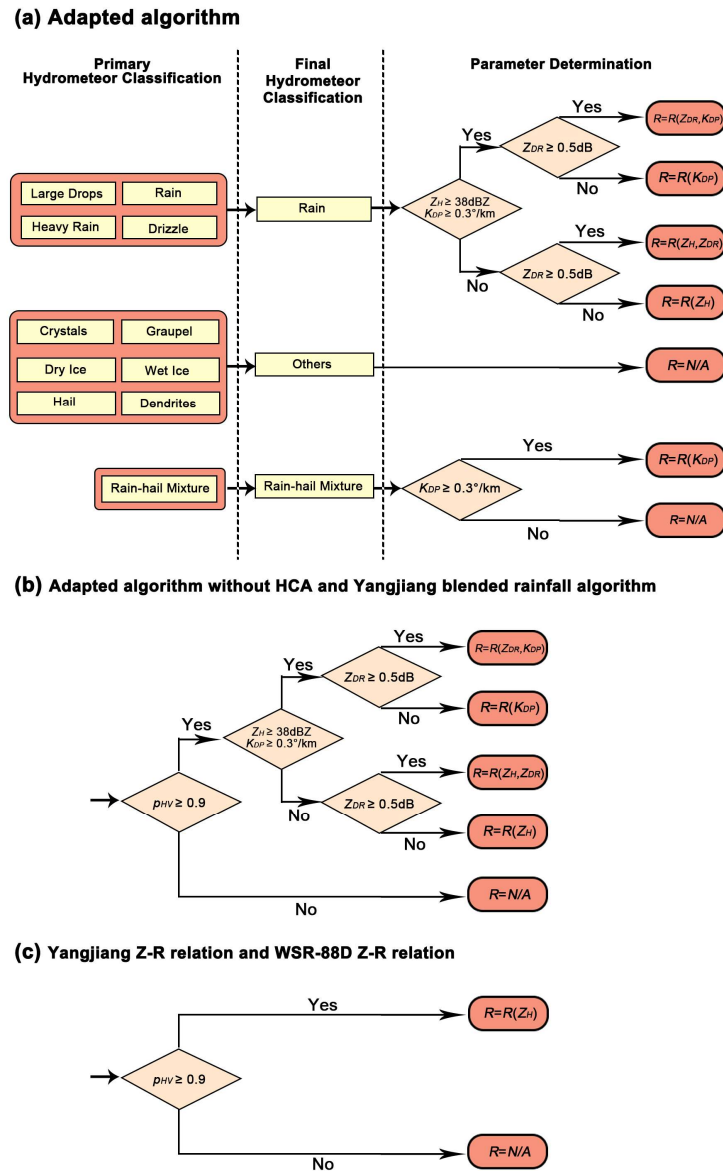 (a) Adapted algorithm
Primary
Hydrometeor Classification
Final
Hydrometeor
Classification
Parameter Determination
Large Drops
Rain
Heavy Rain
Drizzle
Rain
ZH ≥ 38dBZ
KDP ≥ 0.3°/km
Yes
ZDR ≥ 0.5dB
Yes
R=R(ZDR,KDP)
No
R=R(KDP)
No
ZDR ≥ 0.5dB
Yes
R=R(ZH,ZDR)
No
R=R(ZH)
Crystals
Graupel
Dry Ice
Wet Ice
Hail
Dendrites
Others
R=N/A
Rain-hail Mixture
Rain-hail Mixture
KDP ≥ 0.3°/km
Yes
R=R(KDP)
No
R=N/A
(b) Adapted algorithm without HCA and Yangjiang blended rainfall algorithm
pHV ≥ 0.9
Yes
ZH ≥ 38dBZ
KDP ≥ 0.3°/km
Yes
ZDR ≥ 0.5dB
Yes
R=R(ZDR,KDP)
No
R=R(KDP)
No
ZDR ≥ 0.5dB
Yes
R=R(ZH,ZDR)
No
R=R(ZH)
No
R=N/A
(c) Yangjiang Z-R relation and WSR-88D Z-R relation
pHV ≥ 0.9
Yes
R=R(ZH)
No
R=N/A